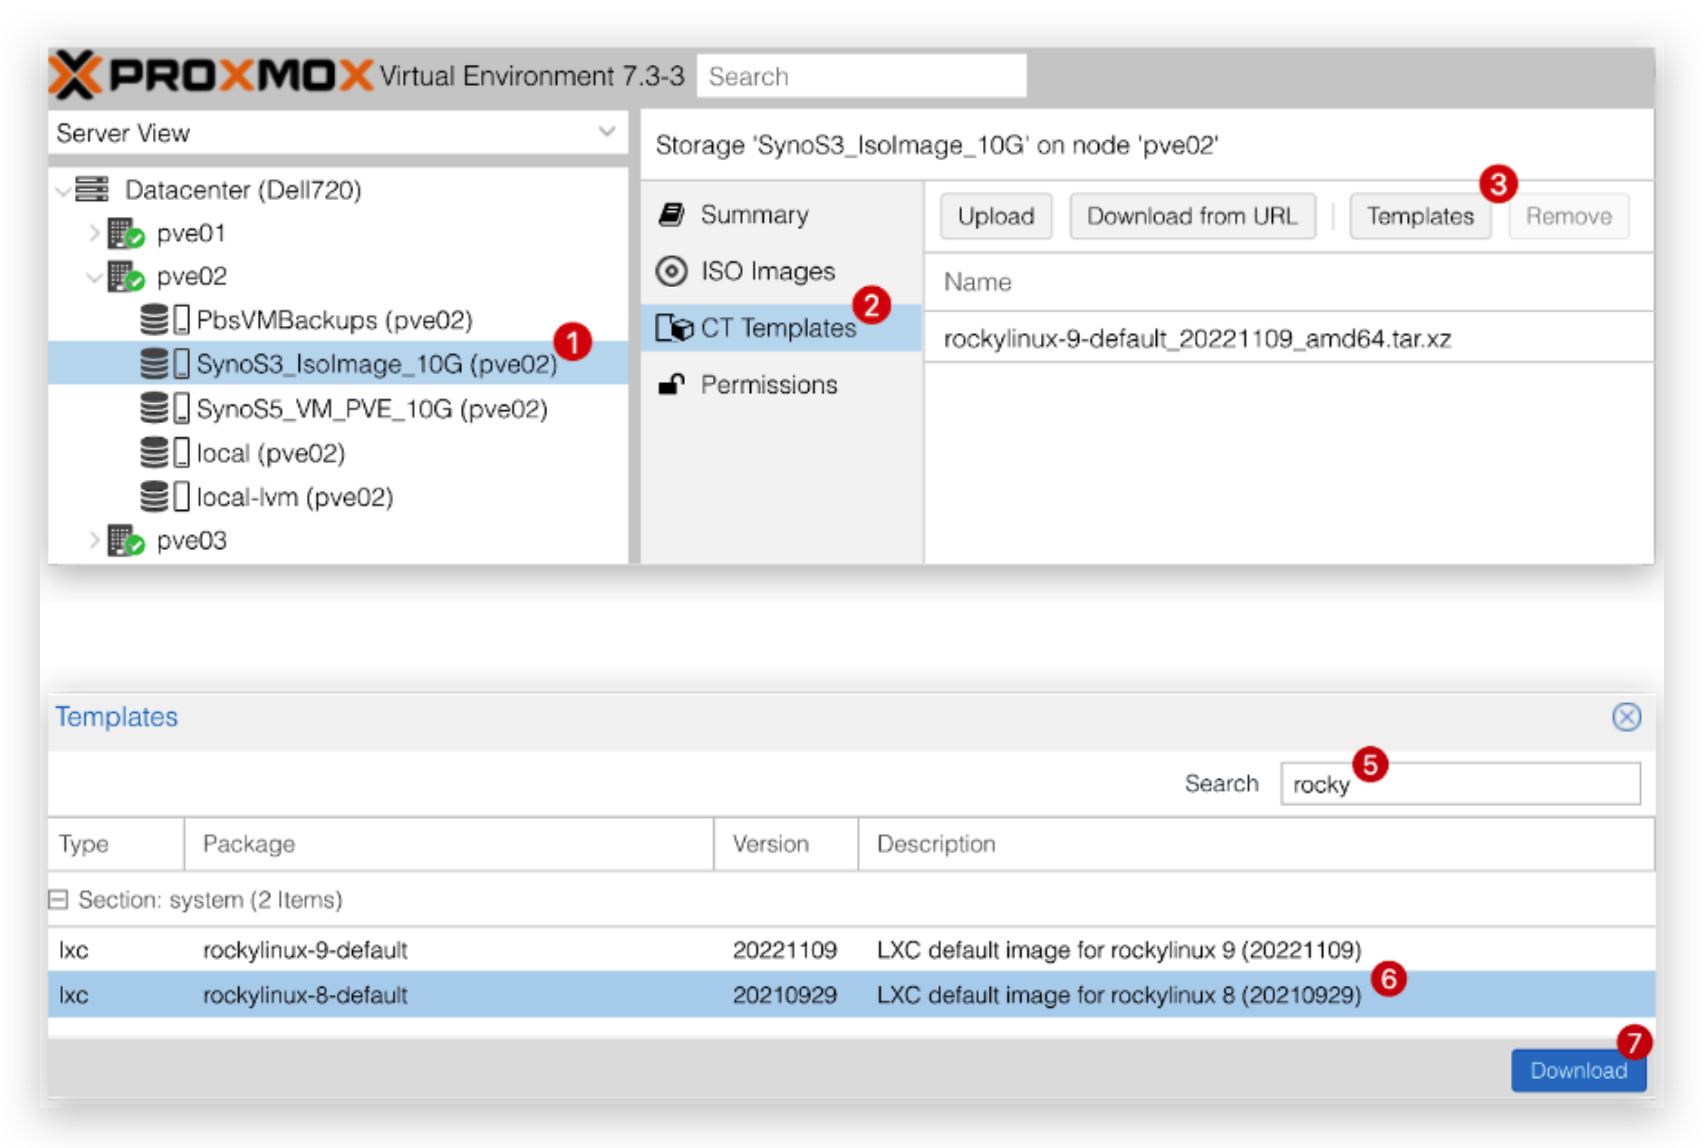 PROXMOX Virtual Environment 7.3-3 Search
Server View
Datacenter (Dell720)
pve01
pve02
PbsVMBackups (pve02)
SynoS3_IsoImage_10G (pve02) 1
SynoS5_VM_PVE_10G (pve02)
local (pve02)
local-lvm (pve02)
pve03
Storage 'SynoS3_IsoImage_10G' on node 'pve02'
Summary
ISO Images
CT Templates 2
Permissions
3
Upload Download from URL Templates Remove
Name
rockylinux-9-default_20221109_amd64.tar.xz
Templates
Search rocky 5
Type Package Version Description
Section: system (2 Items)
lxc rockylinux-9-default 20221109 LXC default image for rockylinux 9 (20221109)
lxc rockylinux-8-default 20210929 LXC default image for rockylinux 8 (20210929) 6
7
Download